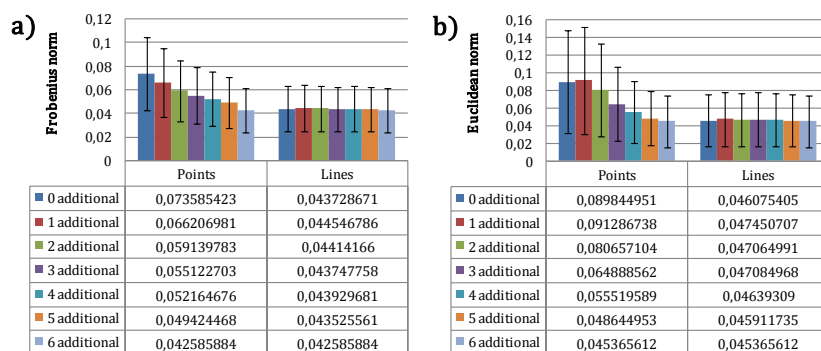 a)
Frobenius norm
0,12
0,1
0,08
0,06
0,04
0,02
0
Points Lines
0 additional 0,073585423 0,043728671
1 additional 0,066206981 0,044546786
2 additional 0,059139783 0,04414166
3 additional 0,055122703 0,043747758
4 additional 0,052164676 0,043929681
5 additional 0,049424468 0,043525561
6 additional 0,042585884 0,042585884
b)
Euclidean norm
0,16
0,14
0,12
0,1
0,08
0,06
0,04
0,02
0
Points Lines
0 additional 0,089844951 0,046075405
1 additional 0,091286738 0,047450707
2 additional 0,080657104 0,047064991
3 additional 0,064888562 0,047084968
4 additional 0,055519589 0,04639309
5 additional 0,048644953 0,045911735
6 additional 0,045365612 0,045365612